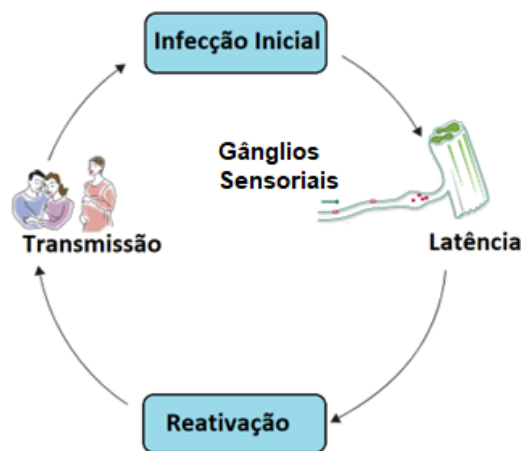 Infecção Inicial
Gânglios
Sensoriais
Transmissão
Latência
Reativação